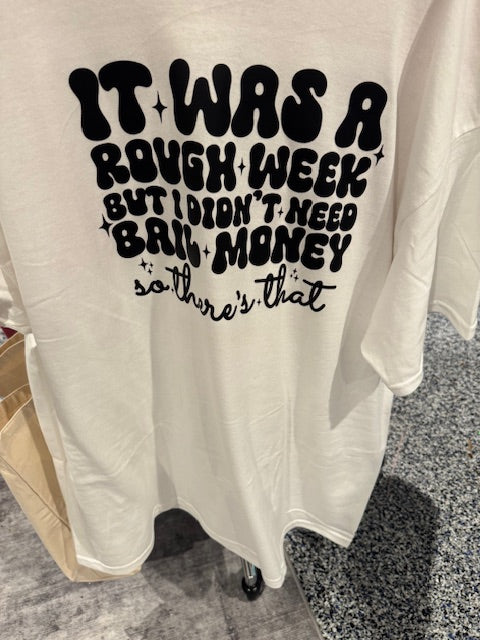 IT WAS A
ROUGH WEEK
BUT I DIDN'T NEED
BAIL MONEY
so there's that